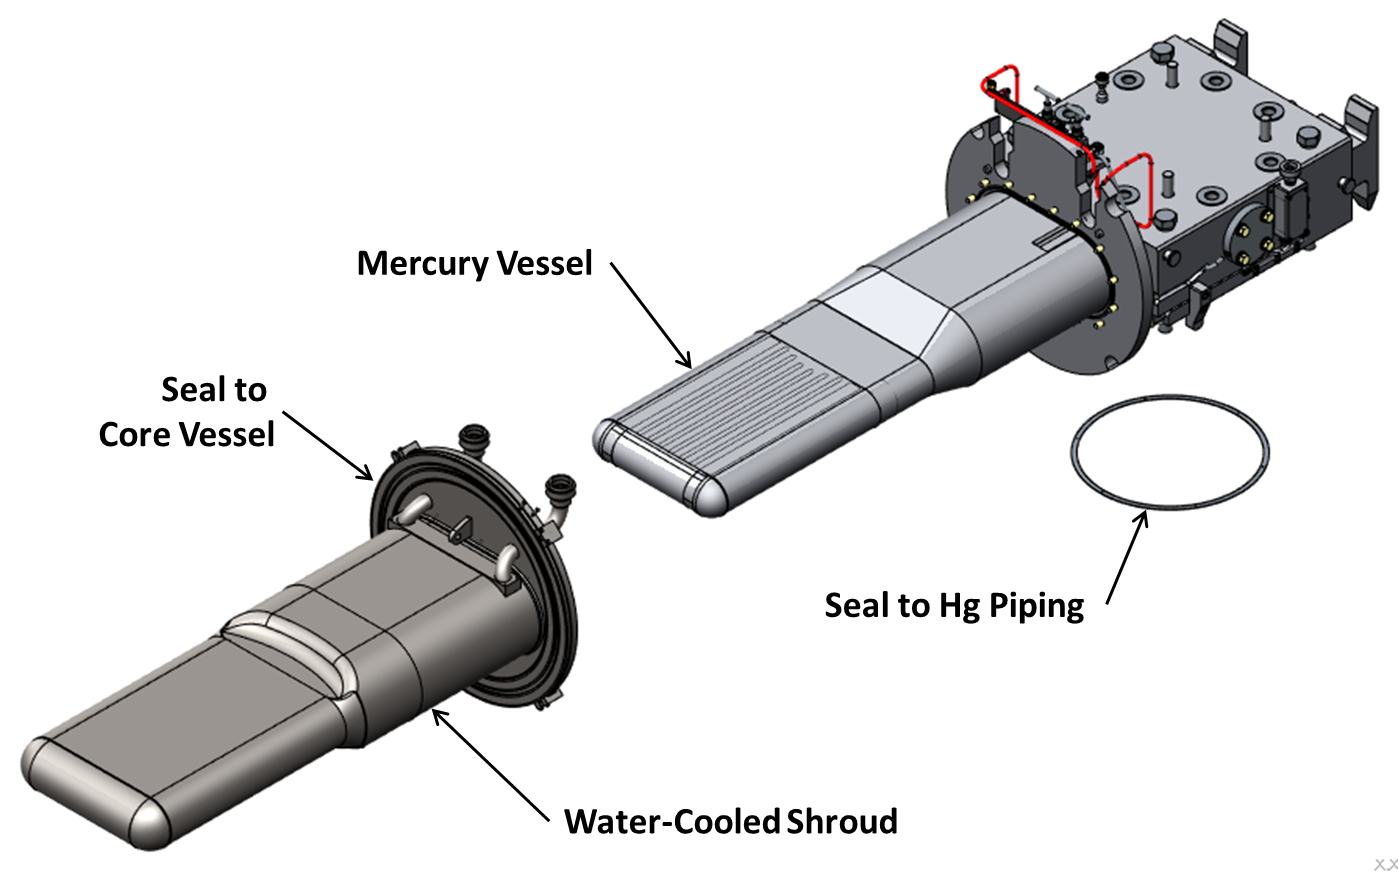 Mercury Vessel
Seal to
Core Vessel
Seal to Hg Piping
Water-Cooled Shroud